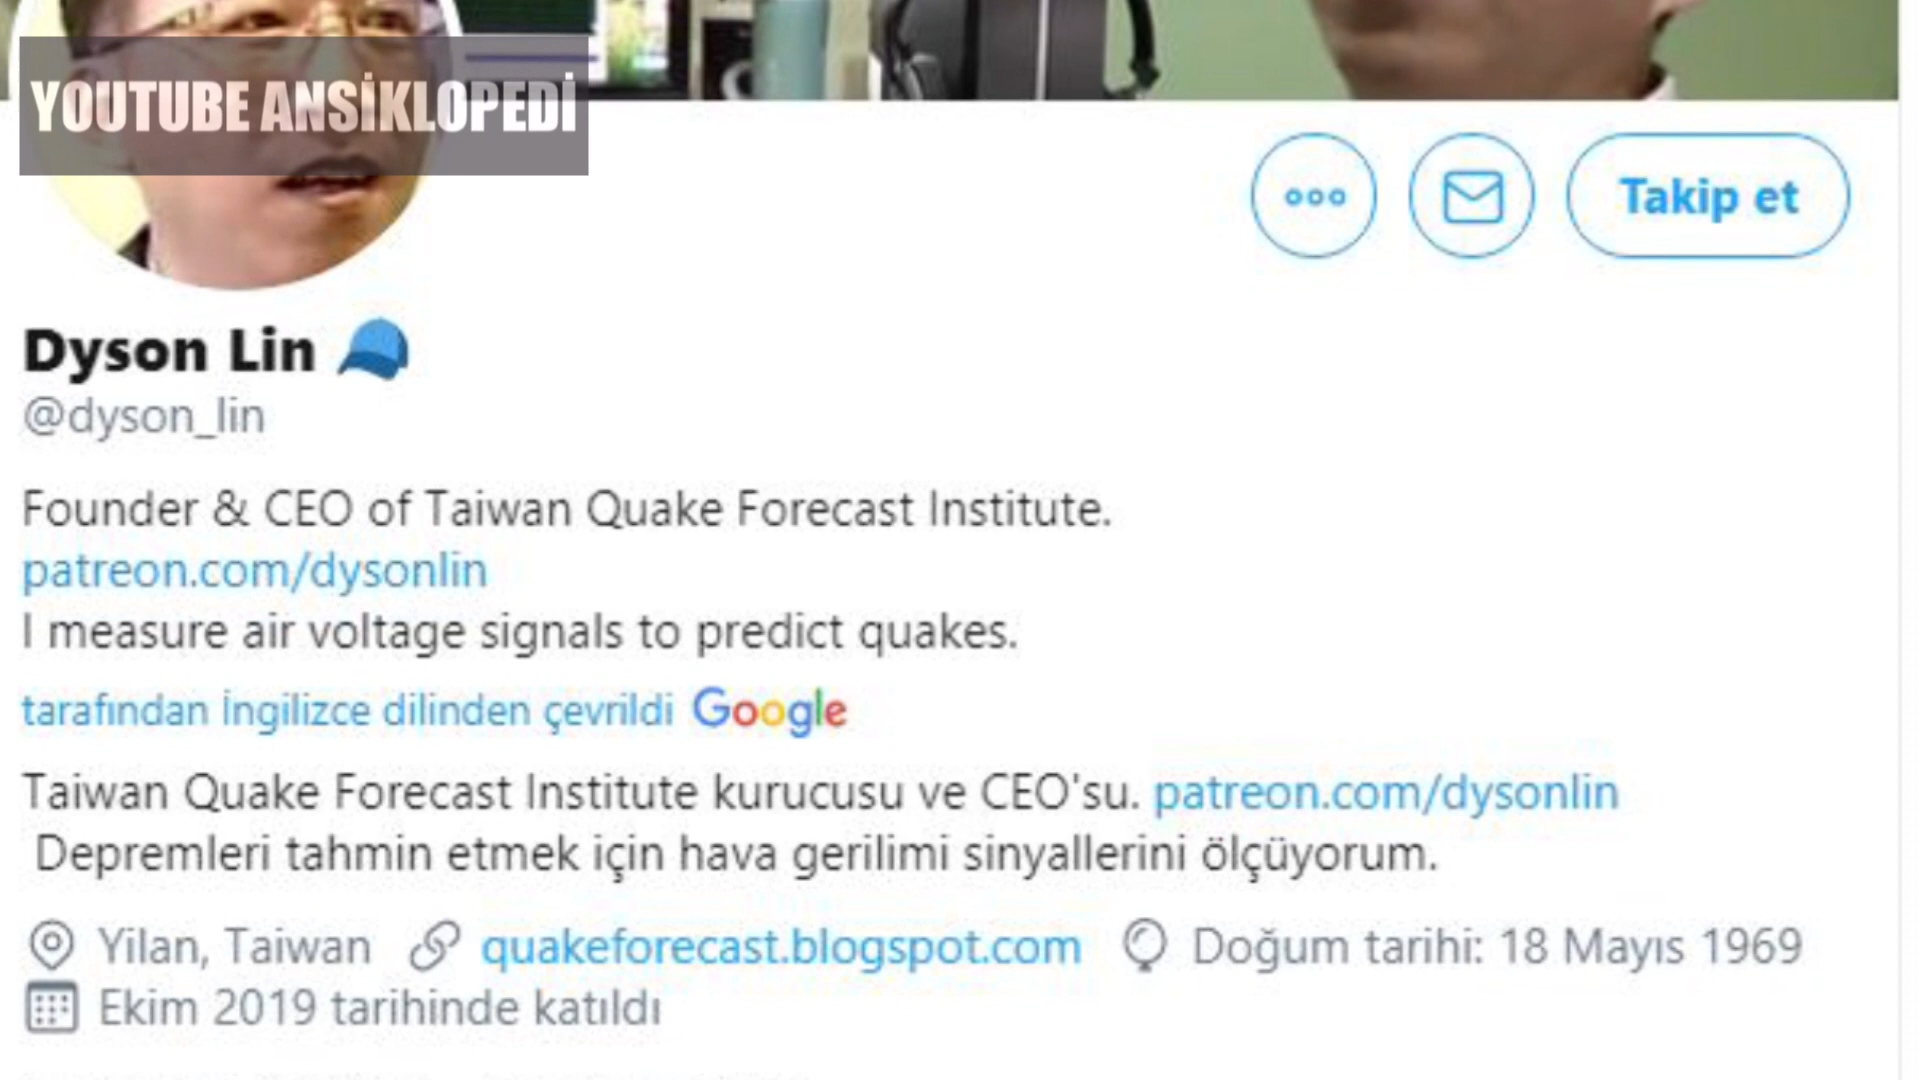 YOUTUBE ANSİKLOPEDİ
Takip et
Dyson Lin
@dyson_lin
Founder & CEO of Taiwan Quake Forecast Institute.
patreon.com/dysonlin
I measure air voltage signals to predict quakes.
tarafından İngilizce dilinden çevrildi Google
Taiwan Quake Forecast Institute kurucusu ve CEO'su. patreon.com/dysonlin
Depremleri tahmin etmek için hava gerilimi sinyallerini ölçüyorum.
Yilan, Taiwan quakeforecast.blogspot.com Doğum tarihi: 18 Mayıs 1969
Ekim 2019 tarihinde katıldı